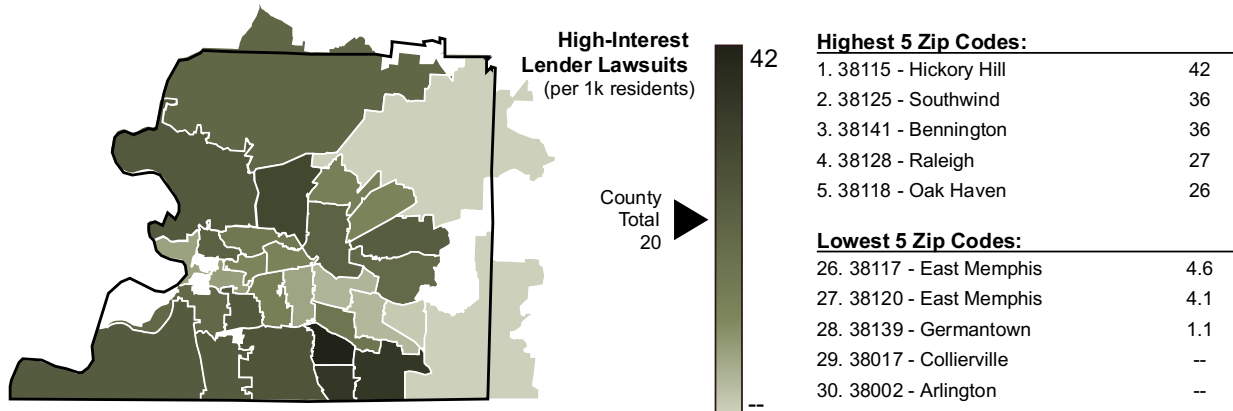 High-Interest
Lender Lawsuits
(per 1k residents)
42
County
Total
20
--
Highest 5 Zip Codes:
1. 38115 - Hickory Hill 42
2. 38125 - Southwind 36
3. 38141 - Bennington 36
4. 38128 - Raleigh 27
5. 38118 - Oak Haven 26
Lowest 5 Zip Codes:
26. 38117 - East Memphis 4.6
27. 38120 - East Memphis 4.1
28. 38139 - Germantown 1.1
29. 38017 - Collierville --
30. 38002 - Arlington --